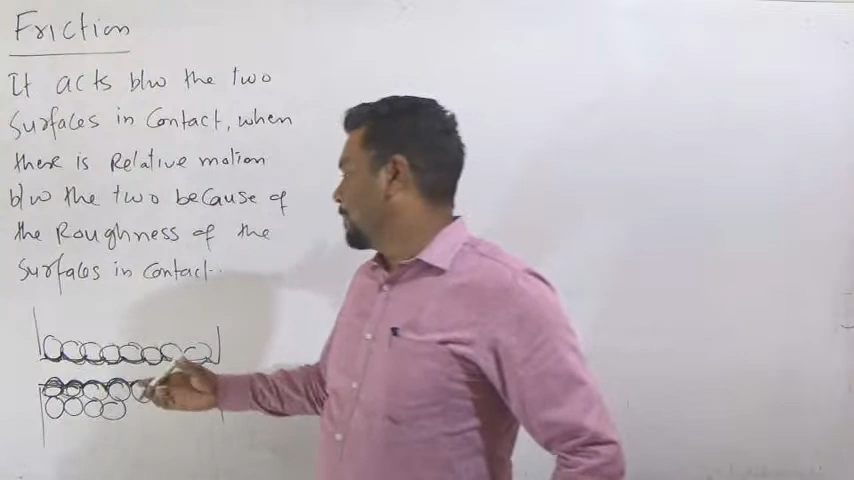 Friction
It acts b/w the two
Surfaces in Contact, when
there is Relative motion
b/w the two because of
the Roughness of the
Surfaces in Contact..